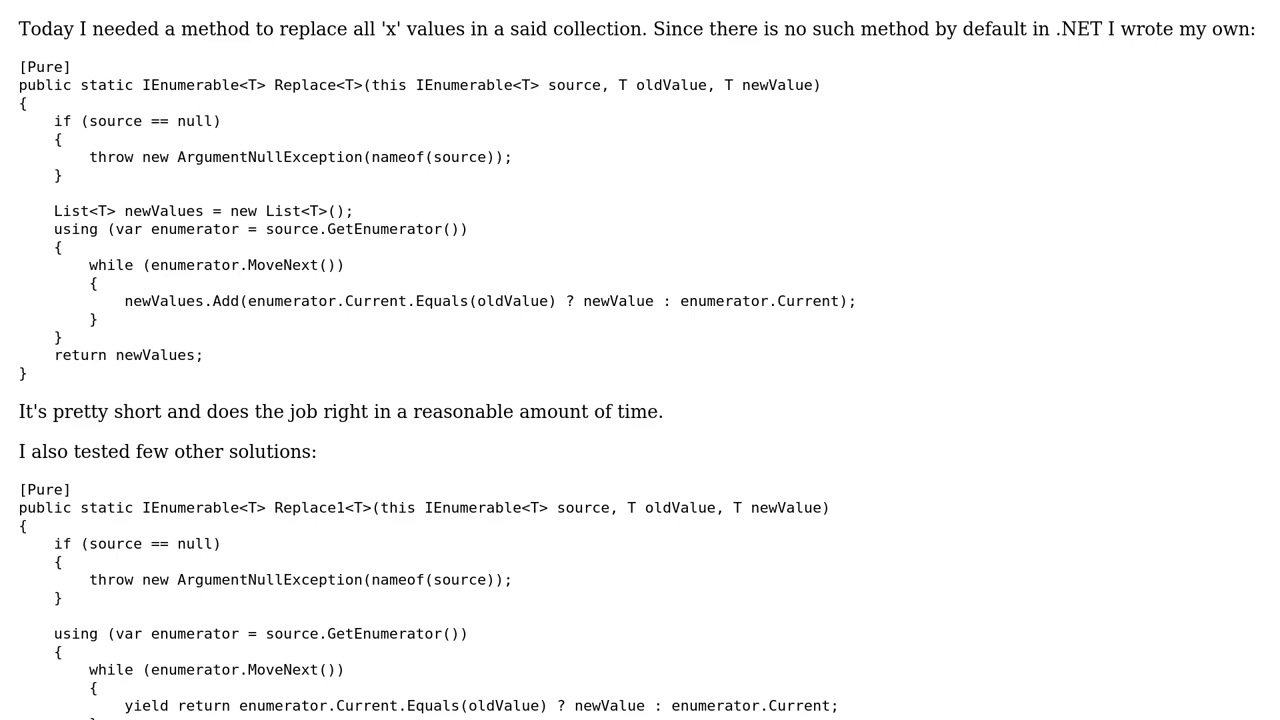 Today I needed a method to replace all 'x' values in a said collection. Since there is no such method by default in .NET I wrote my own:
[Pure]
public static IEnumerable<T> Replace<T>(this IEnumerable<T> source, T oldValue, T newValue)
{
    if (source == null)
    {
        throw new ArgumentNullException(nameof(source));
    }

    List<T> newValues = new List<T>();
    using (var enumerator = source.GetEnumerator())
    {
        while (enumerator.MoveNext())
        {
            newValues.Add(enumerator.Current.Equals(oldValue) ? newValue : enumerator.Current);
        }
    }
    return newValues;
}
It's pretty short and does the job right in a reasonable amount of time.
I also tested few other solutions:
[Pure]
public static IEnumerable<T> Replace1<T>(this IEnumerable<T> source, T oldValue, T newValue)
{
    if (source == null)
    {
        throw new ArgumentNullException(nameof(source));
    }

    using (var enumerator = source.GetEnumerator())
    {
        while (enumerator.MoveNext())
        {
            yield return enumerator.Current.Equals(oldValue) ? newValue : enumerator.Current;
        }